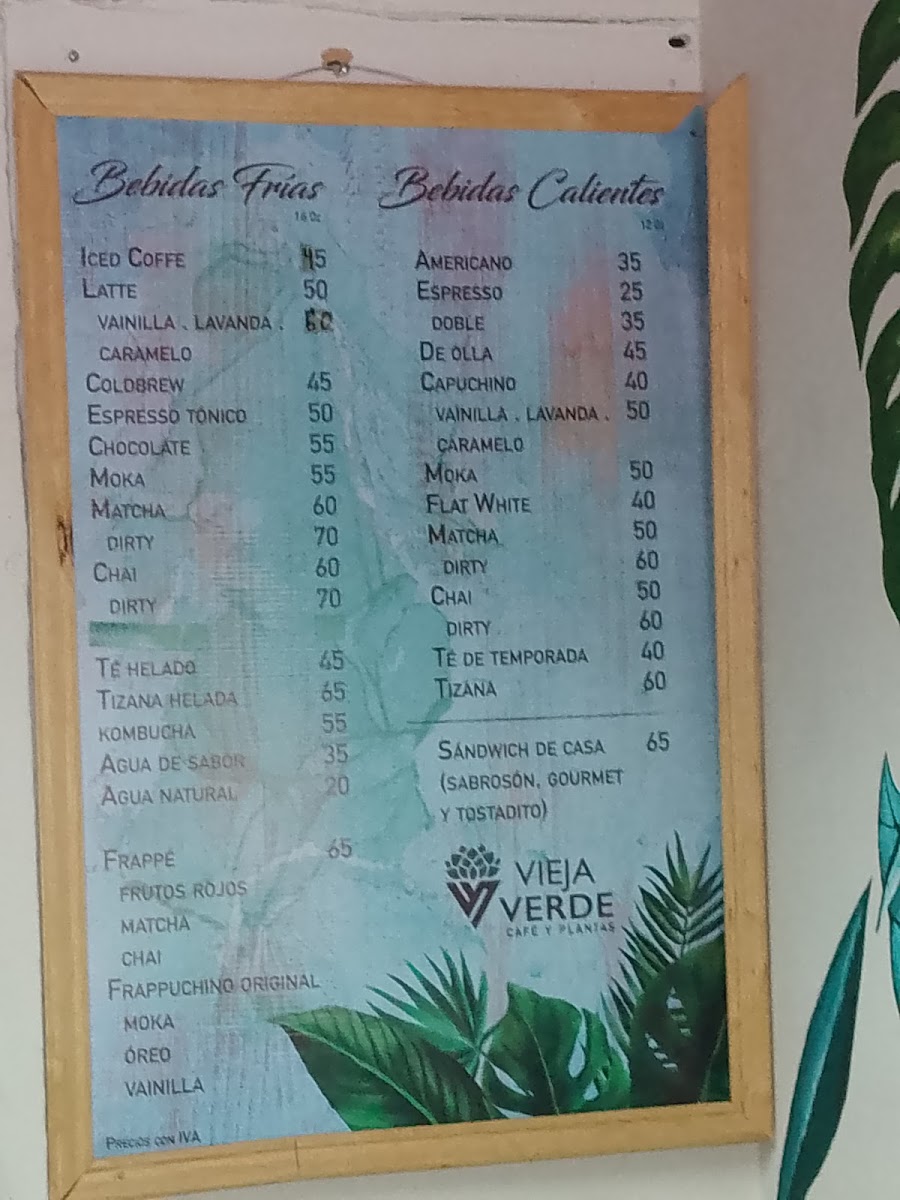 Bebidas Frías
16 Oz
Iced Coffe 45
Latte 50
vainilla . lavanda . 60
caramelo
Coldbrew 45
Espresso tónico 50
Chocolate 55
Moka 55
Matcha 60
dirty 70
Chai 60
dirty 70
Té helado 45
Tizana helada 65
kombucha 55
Agua de sabor 35
Agua natural 20
Frappé 65
frutos rojos
matcha
chai
Frappuchino original
moka
óreo
vainilla
Precios con IVA
Bebidas Calientes
12 Oz
Americano 35
Espresso 25
doble 35
De olla 45
Capuchino 40
vainilla . lavanda . 50
caramelo
Moka 50
Flat White 40
Matcha 50
dirty 60
Chai 50
dirty 60
Té de temporada 40
Tizana 60
Sándwich de casa 65
(sabrosón, gourmet
y tostadito)
VIEJA
VERDE
CAFÉ Y PLANTAS